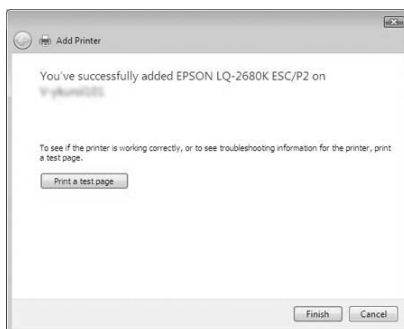 Add Printer
You've successfully added EPSON LQ-2680K ESC/P2 on
To see if the printer is working correctly, or to see troubleshooting information for the printer, print
a test page.
Print a test page
Finish Cancel